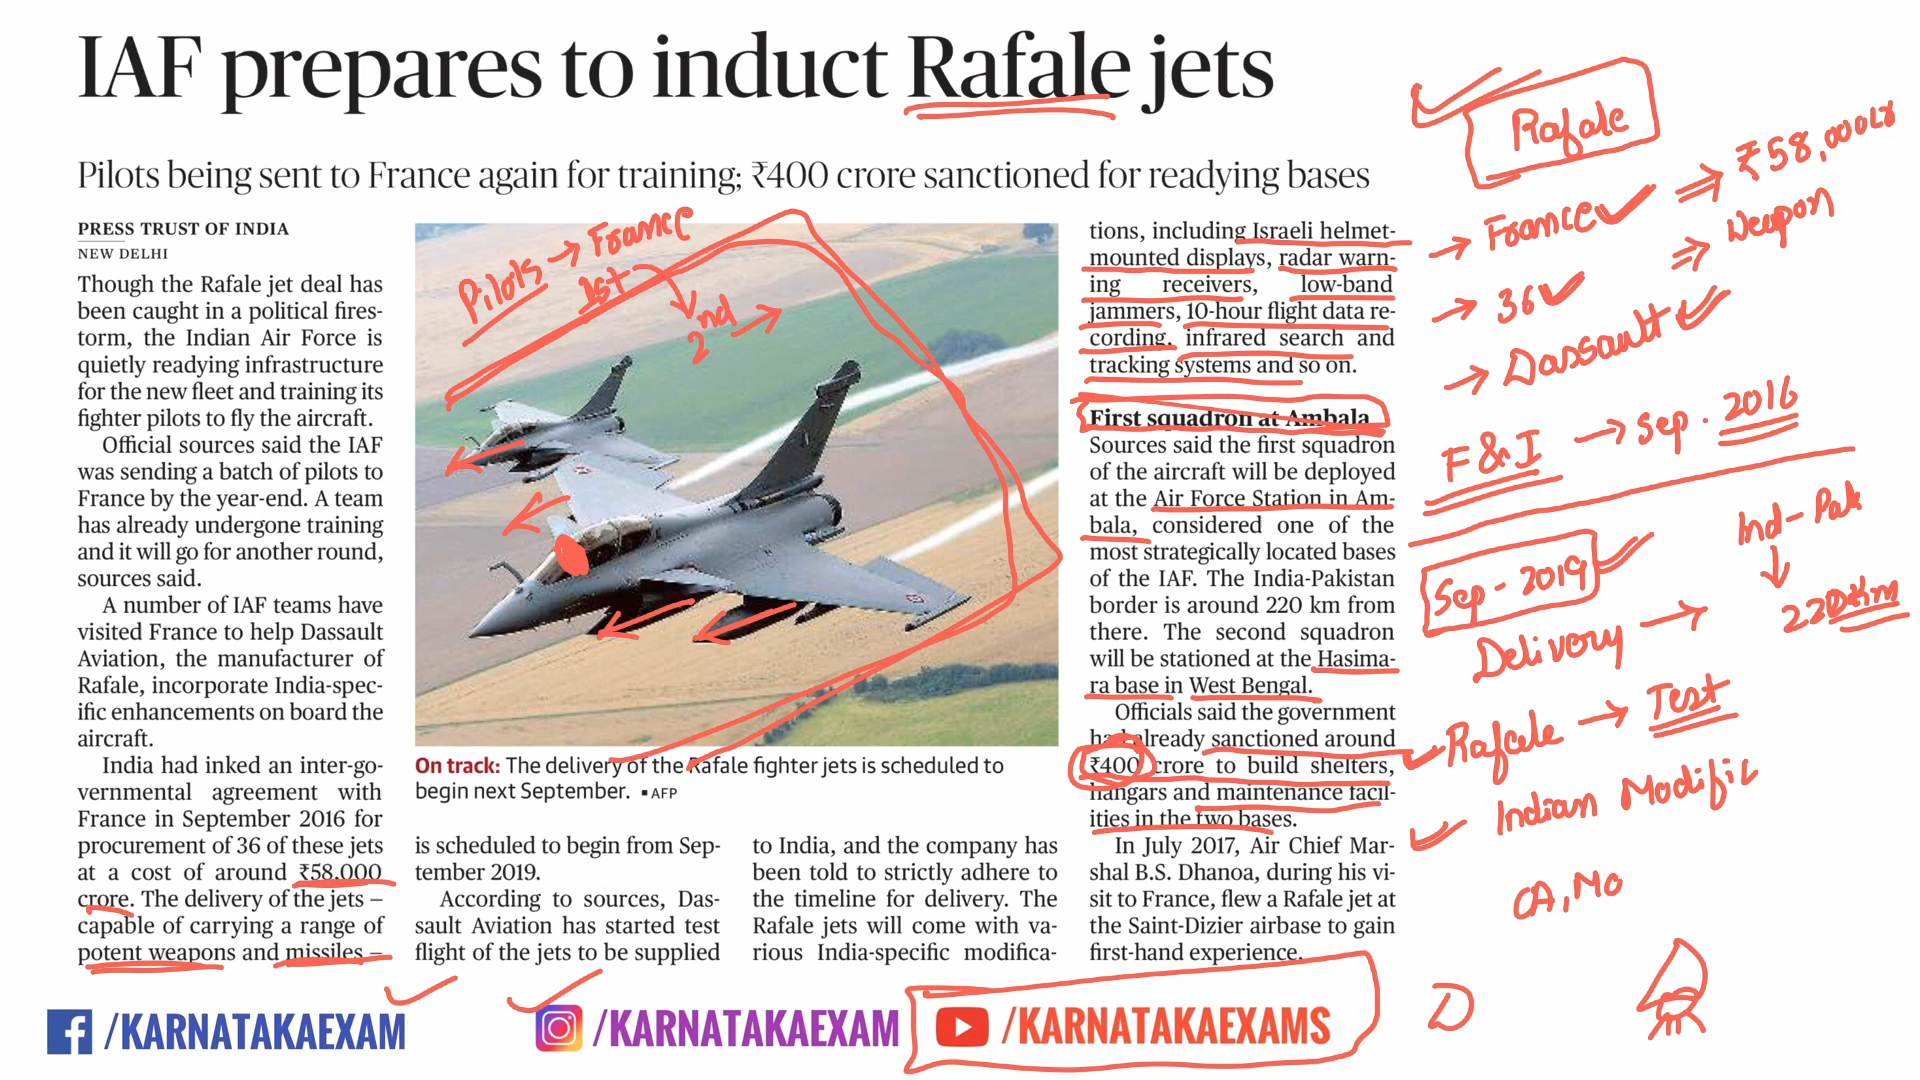 IAF prepares to induct Rafale jets
Pilots being sent to France again for training; ₹400 crore sanctioned for readying bases
PRESS TRUST OF INDIA
NEW DELHI
Though the Rafale jet deal has
been caught in a political fires-
torm, the Indian Air Force is
quietly readying infrastructure
for the new fleet and training its
fighter pilots to fly the aircraft.
Official sources said the IAF
was sending a batch of pilots to
France by the year-end. A team
has already undergone training
and it will go for another round,
sources said.
A number of IAF teams have
visited France to help Dassault
Aviation, the manufacturer of
Rafale, incorporate India-spec-
ific enhancements on board the
aircraft.
India had inked an inter-go-
vernmental agreement with
France in September 2016 for
procurement of 36 of these jets
at a cost of around ₹58,000
crore. The delivery of the jets –
capable of carrying a range of
potent weapons and missiles –
Pilots → France
1st
2nd →
On track: The delivery of the Rafale fighter jets is scheduled to
begin next September. ▪ AFP
is scheduled to begin from Sep-
tember 2019.
According to sources, Das-
sault Aviation has started test
flight of the jets to be supplied
to India, and the company has
been told to strictly adhere to
the timeline for delivery. The
Rafale jets will come with va-
rious India-specific modifica-
tions, including Israeli helmet-
mounted displays, radar warn-
ing receivers, low-band
jammers, 10-hour flight data re-
cording, infrared search and
tracking systems and so on.
First squadron at Ambala
Sources said the first squadron
of the aircraft will be deployed
at the Air Force Station in Am-
bala, considered one of the
most strategically located bases
of the IAF. The India-Pakistan
border is around 220 km from
there. The second squadron
will be stationed at the Hasima-
ra base in West Bengal.
Officials said the government
had already sanctioned around
₹400 crore to build shelters,
hangars and maintenance facil-
ities in the two bases.
In July 2017, Air Chief Mar-
shal B.S. Dhanoa, during his vi-
sit to France, flew a Rafale jet at
the Saint-Dizier airbase to gain
first-hand experience.
Rafale
→ France ⇒ ₹58,000 Cr
→ 36 ⇒ Weapon
→ Dassault
F & I → Sep. 2016
Sep - 2019
Ind - Pak
220km
Delivery →
Rafale → Test
Indian Modific
CA, MO
D
/KARNATAKAEXAM
/KARNATAKAEXAM
/KARNATAKAEXAMS